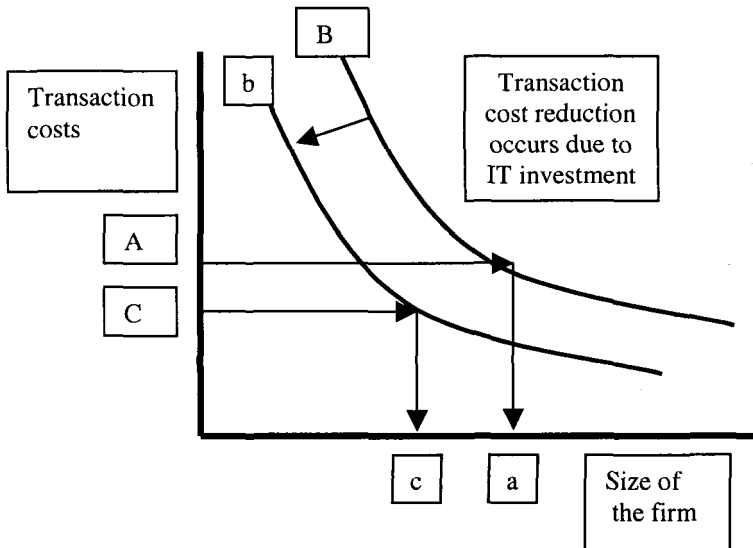 B
b
Transaction
costs
Transaction
cost reduction
occurs due to
IT investment
A
C
c
a
Size of
the firm